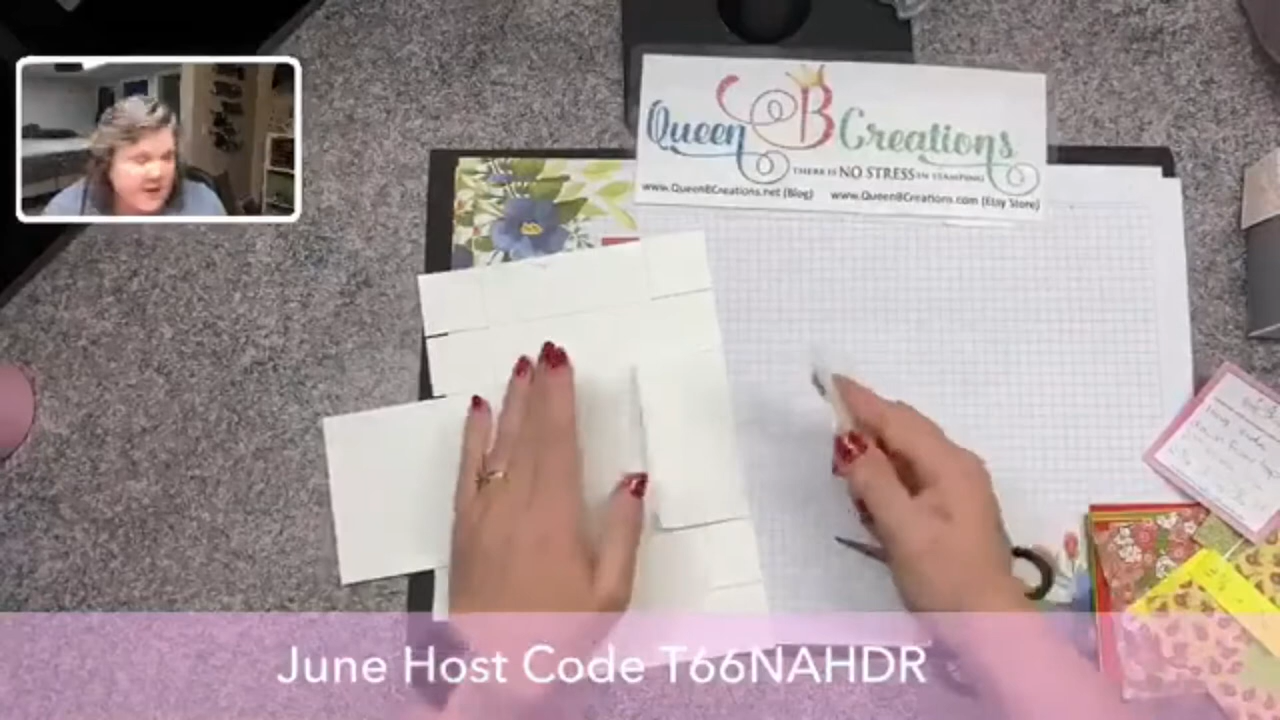 Queen B Creations
THERE IS NO STRESS IN STAMPING
www.QueenBCreations.net (Blog) www.QueenBCreations.com (Etsy Store)
June Host Code T66NAHDR